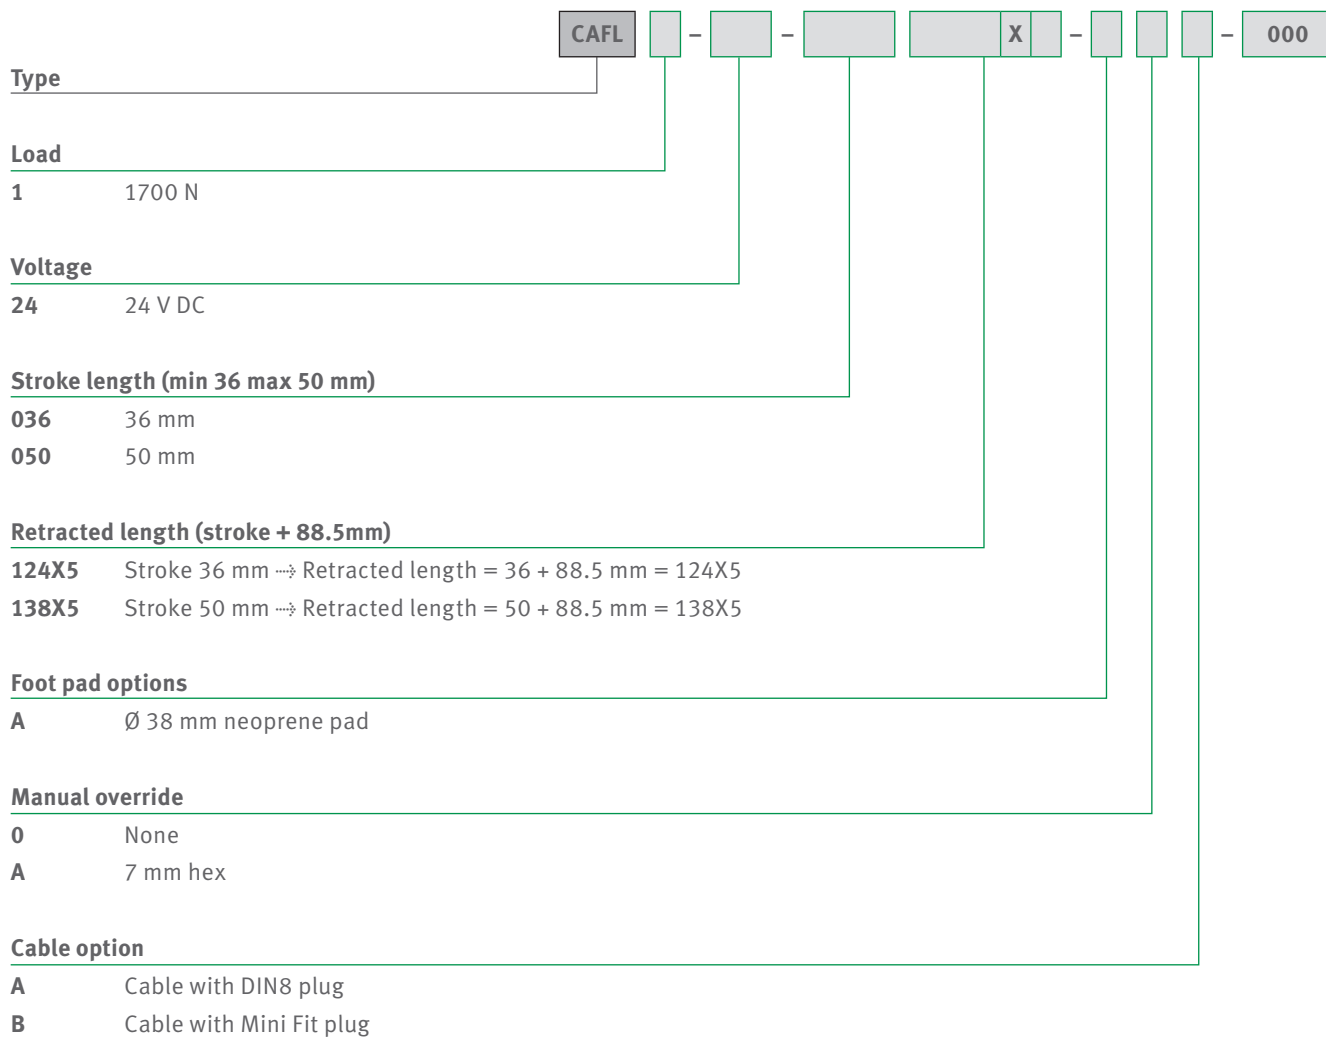 CAFL – – X – – 000
Type
Load
1 1700 N
Voltage
24 24 V DC
Stroke length (min 36 max 50 mm)
036 36 mm
050 50 mm
Retracted length (stroke + 88.5mm)
124X5 Stroke 36 mm ⤑ Retracted length = 36 + 88.5 mm = 124X5
138X5 Stroke 50 mm ⤑ Retracted length = 50 + 88.5 mm = 138X5
Foot pad options
A Ø 38 mm neoprene pad
Manual override
0 None
A 7 mm hex
Cable option
A Cable with DIN8 plug
B Cable with Mini Fit plug